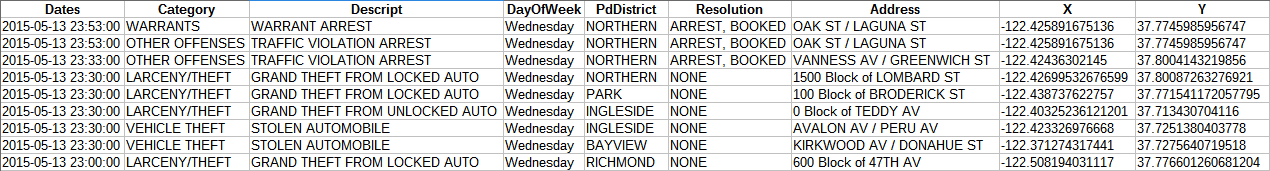 Dates Category Descript DayOfWeek PdDistrict Resolution Address X Y
2015-05-13 23:53:00 WARRANTS WARRANT ARREST Wednesday NORTHERN ARREST, BOOKED OAK ST / LAGUNA ST -122.425891675136 37.7745985956747
2015-05-13 23:53:00 OTHER OFFENSES TRAFFIC VIOLATION ARREST Wednesday NORTHERN ARREST, BOOKED OAK ST / LAGUNA ST -122.425891675136 37.7745985956747
2015-05-13 23:33:00 OTHER OFFENSES TRAFFIC VIOLATION ARREST Wednesday NORTHERN ARREST, BOOKED VANNESS AV / GREENWICH ST -122.42436302145 37.8004143219856
2015-05-13 23:30:00 LARCENY/THEFT GRAND THEFT FROM LOCKED AUTO Wednesday NORTHERN NONE 1500 Block of LOMBARD ST -122.42699532676599 37.80087263276921
2015-05-13 23:30:00 LARCENY/THEFT GRAND THEFT FROM LOCKED AUTO Wednesday PARK NONE 100 Block of BRODERICK ST -122.438737622757 37.771541172057795
2015-05-13 23:30:00 LARCENY/THEFT GRAND THEFT FROM UNLOCKED AUTO Wednesday INGLESIDE NONE 0 Block of TEDDY AV -122.40325236121201 37.713430704116
2015-05-13 23:30:00 VEHICLE THEFT STOLEN AUTOMOBILE Wednesday INGLESIDE NONE AVALON AV / PERU AV -122.423326976668 37.7251380403778
2015-05-13 23:30:00 VEHICLE THEFT STOLEN AUTOMOBILE Wednesday BAYVIEW NONE KIRKWOOD AV / DONAHUE ST -122.371274317441 37.7275640719518
2015-05-13 23:00:00 LARCENY/THEFT GRAND THEFT FROM LOCKED AUTO Wednesday RICHMOND NONE 600 Block of 47TH AV -122.508194031117 37.776601260681204